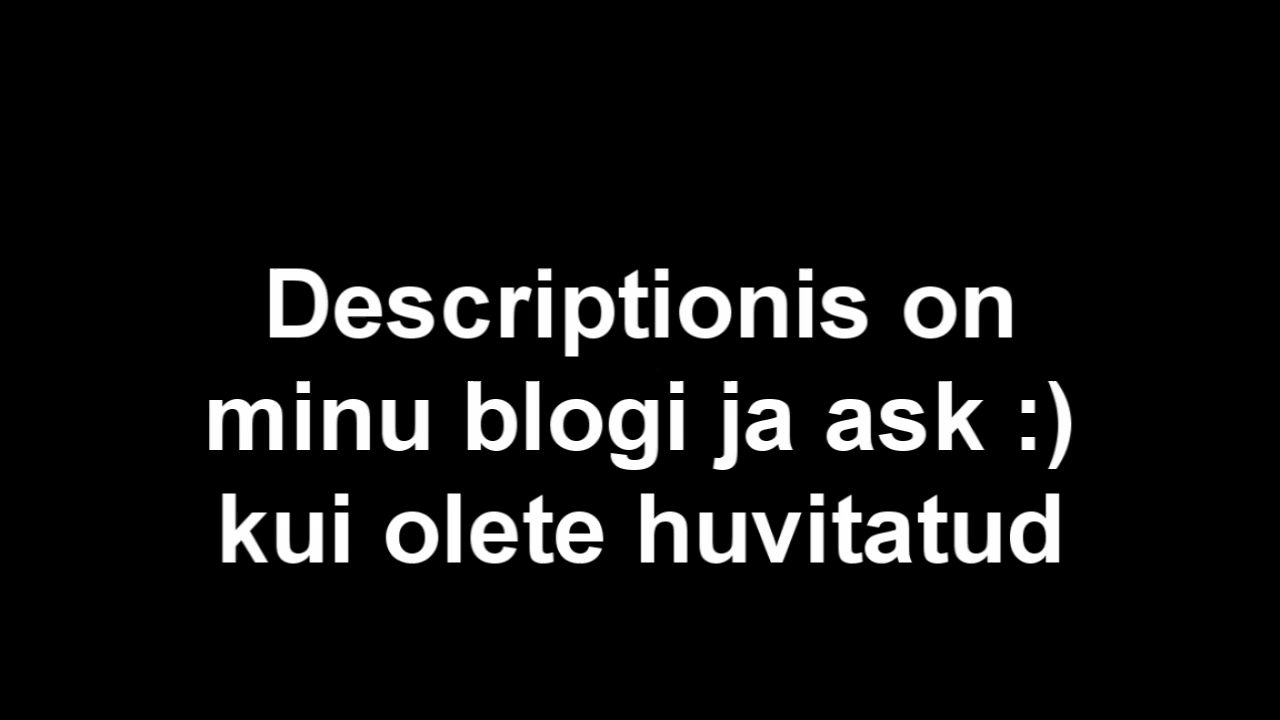 Descriptionis on
minu blogi ja ask :)
kui olete huvitatud